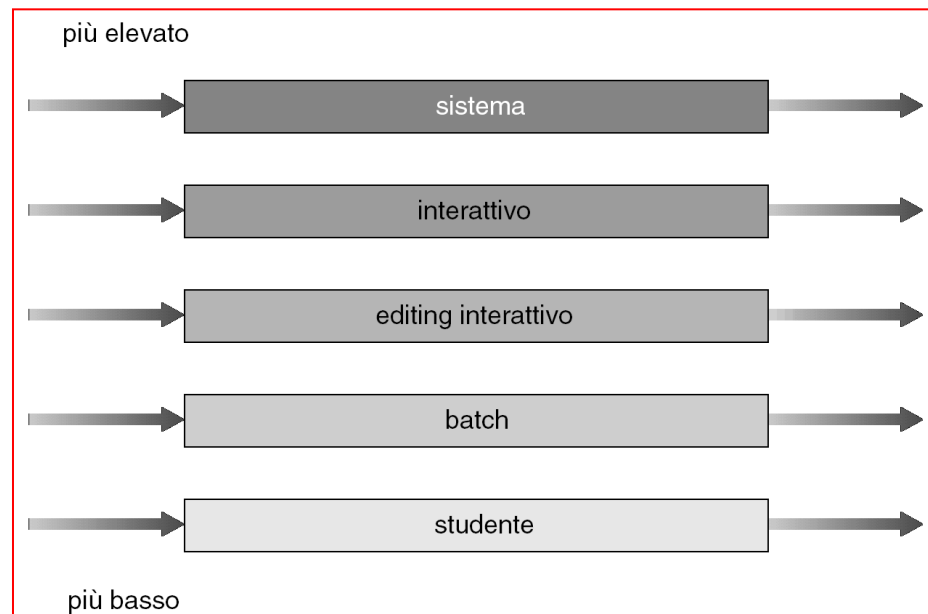 più elevato
sistema
interattivo
editing interattivo
batch
studente
più basso